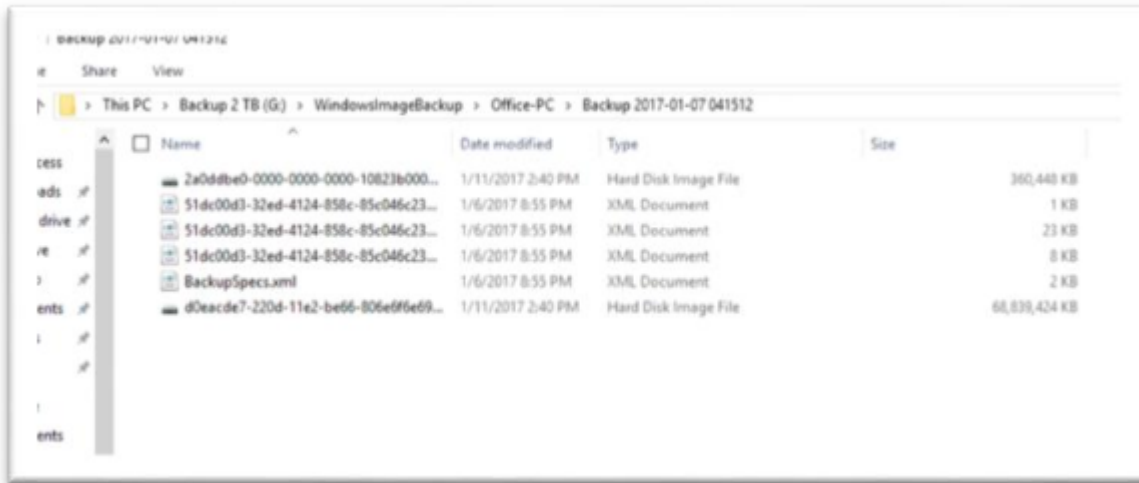 Backup 2017-01-07 041512
Share View
> This PC > Backup 2 TB (G:) > WindowsImageBackup > Office-PC > Backup 2017-01-07 041512
Name Date modified Type Size
cess
2a0ddbe0-0000-0000-0000-10823b000... 1/11/2017 2:40 PM Hard Disk Image File 360,448 KB
ads
51dc00d3-32ed-4124-858c-85c046c23... 1/6/2017 8:55 PM XML Document 1 KB
drive
51dc00d3-32ed-4124-858c-85c046c23... 1/6/2017 8:55 PM XML Document 23 KB
ve
51dc00d3-32ed-4124-858c-85c046c23... 1/6/2017 8:55 PM XML Document 8 KB
BackupSpecs.xml 1/6/2017 8:55 PM XML Document 2 KB
ents
d0eacde7-220d-11e2-be66-806e6f6e69... 1/11/2017 2:40 PM Hard Disk Image File 68,839,424 KB
s
ents